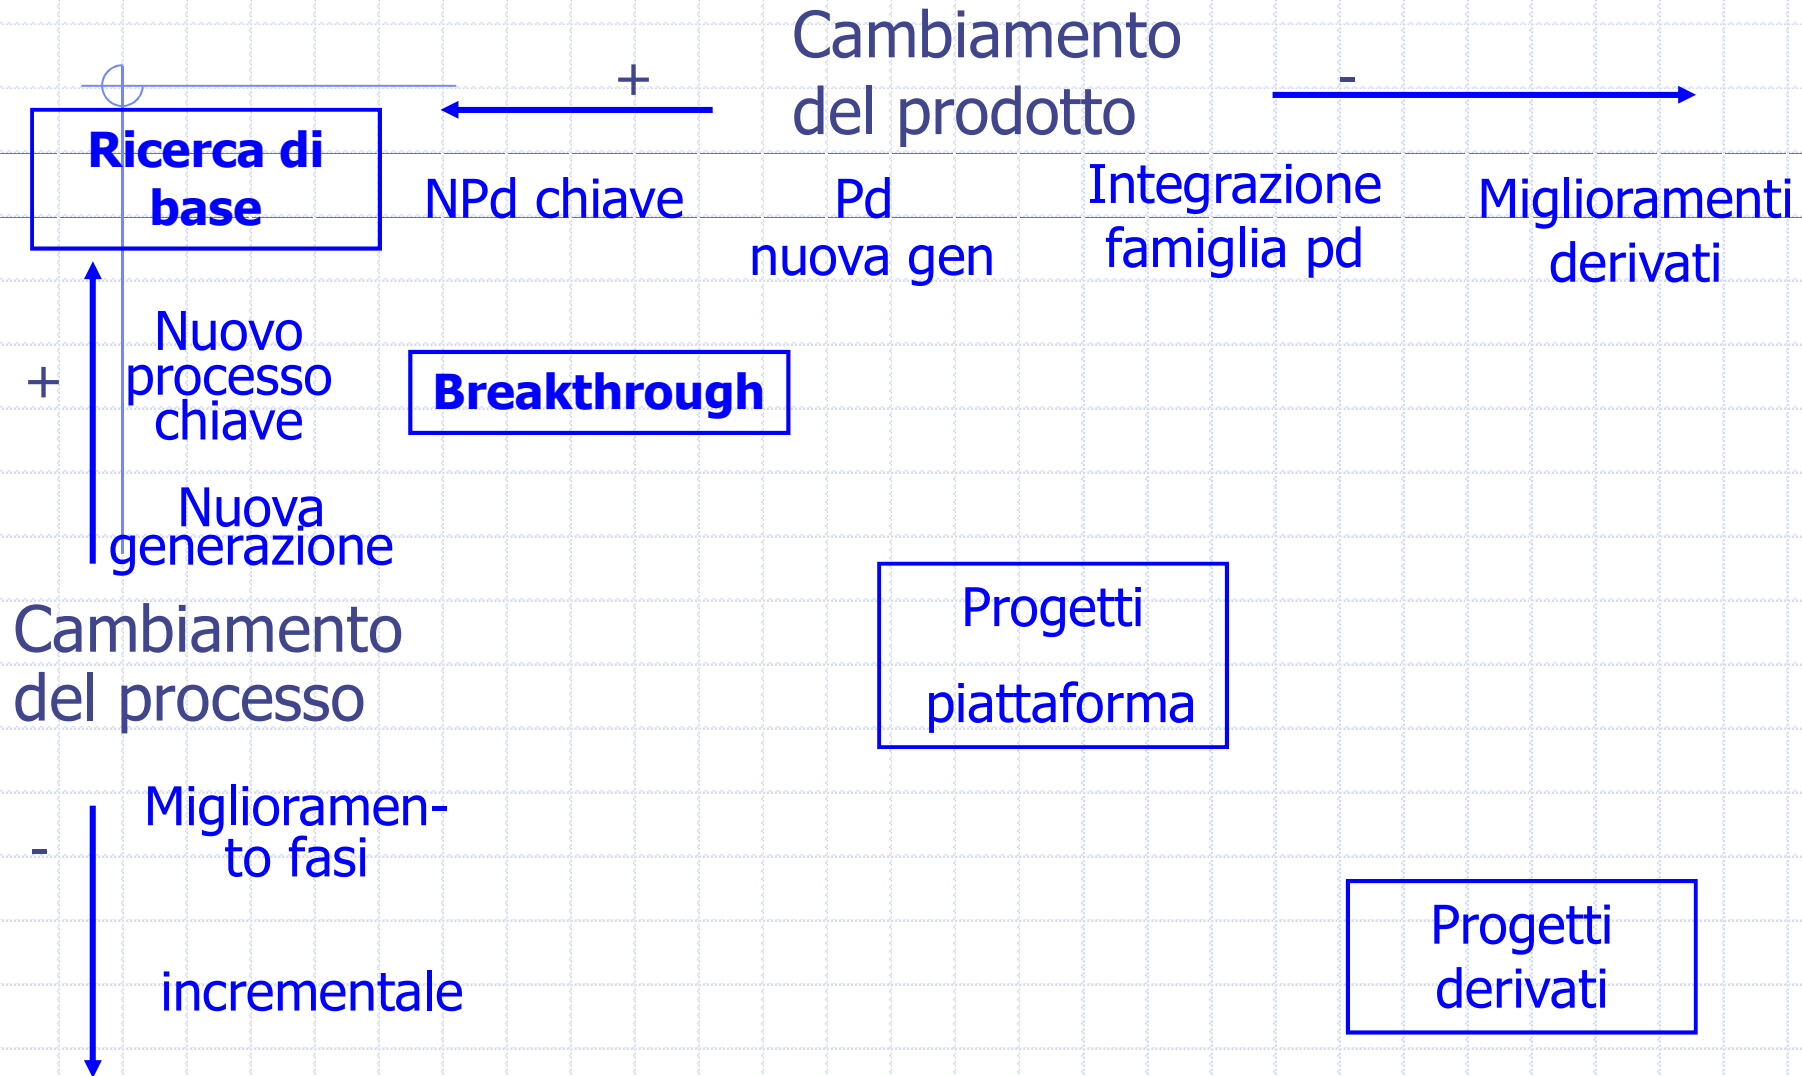 Cambiamento
del prodotto
+
-
Ricerca di
base
NPd chiave
Pd
nuova gen
Integrazione
famiglia pd
Miglioramenti
derivati
+
Nuovo
processo
chiave
Breakthrough
Nuova
generazione
Progetti
piattaforma
Cambiamento
del processo
-
Miglioramen-
to fasi
incrementale
Progetti
derivati